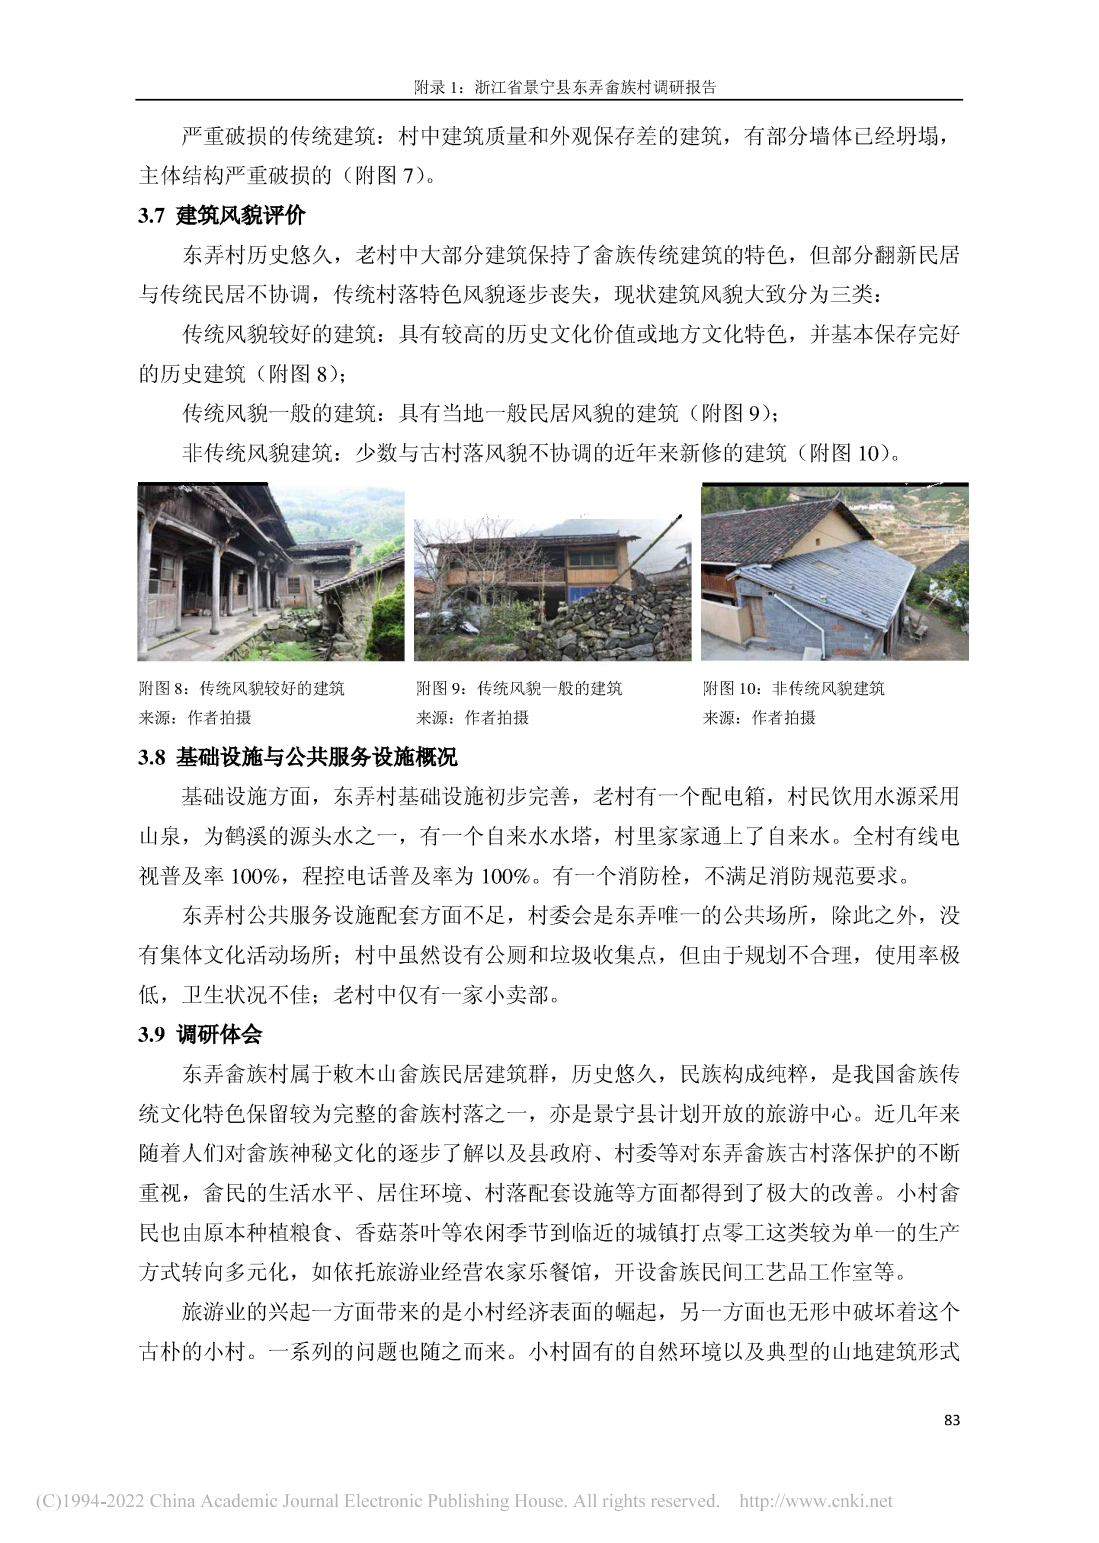 附录 1：浙江省景宁县东弄畲族村调研报告
严重破损的传统建筑：村中建筑质量和外观保存差的建筑，有部分墙体已经坍塌，
主体结构严重破损的（附图 7）。
3.7 建筑风貌评价
东弄村历史悠久，老村中大部分建筑保持了畲族传统建筑的特色，但部分翻新民居
与传统民居不协调，传统村落特色风貌逐步丧失，现状建筑风貌大致分为三类：
传统风貌较好的建筑：具有较高的历史文化价值或地方文化特色，并基本保存完好
的历史建筑（附图 8）；
传统风貌一般的建筑：具有当地一般民居风貌的建筑（附图 9）；
非传统风貌建筑：少数与古村落风貌不协调的近年来新修的建筑（附图 10）。
附图 8：传统风貌较好的建筑
来源：作者拍摄
附图 9：传统风貌一般的建筑
来源：作者拍摄
附图 10：非传统风貌建筑
来源：作者拍摄
3.8 基础设施与公共服务设施概况
基础设施方面，东弄村基础设施初步完善，老村有一个配电箱，村民饮用水源采用
山泉，为鹤溪的源头水之一，有一个自来水水塔，村里家家通上了自来水。全村有线电
视普及率 100%，程控电话普及率为 100%。有一个消防栓，不满足消防规范要求。
东弄村公共服务设施配套方面不足，村委会是东弄唯一的公共场所，除此之外，没
有集体文化活动场所；村中虽然设有公厕和垃圾收集点，但由于规划不合理，使用率极
低，卫生状况不佳；老村中仅有一家小卖部。
3.9 调研体会
东弄畲族村属于敕木山畲族民居建筑群，历史悠久，民族构成纯粹，是我国畲族传
统文化特色保留较为完整的畲族村落之一，亦是景宁县计划开放的旅游中心。近几年来
随着人们对畲族神秘文化的逐步了解以及县政府、村委等对东弄畲族古村落保护的不断
重视，畲民的生活水平、居住环境、村落配套设施等方面都得到了极大的改善。小村畲
民也由原本种植粮食、香菇茶叶等农闲季节到临近的城镇打点零工这类较为单一的生产
方式转向多元化，如依托旅游业经营农家乐餐馆，开设畲族民间工艺品工作室等。
旅游业的兴起一方面带来的是小村经济表面的崛起，另一方面也无形中破坏着这个
古朴的小村。一系列的问题也随之而来。小村固有的自然环境以及典型的山地建筑形式
83
(C)1994-2022 China Academic Journal Electronic Publishing House. All rights reserved. http://www.cnki.net